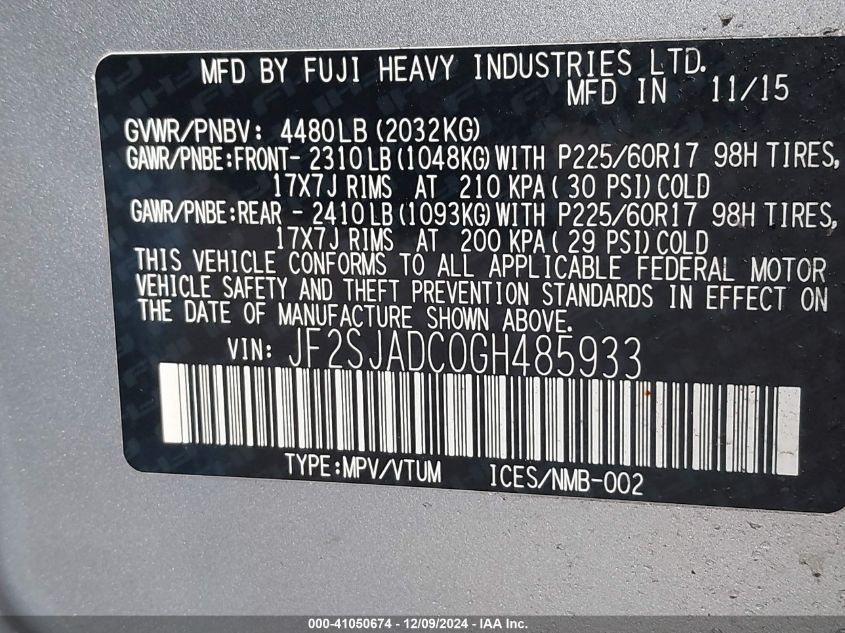 MFD BY FUJI HEAVY INDUSTRIES LTD.
MFD IN 11/15
GVWR/PNBV: 4480LB (2032KG)
GAWR/PNBE:FRONT- 2310LB (1048KG) WITH P225/60R17 98H TIRES,
17X7J RIMS AT 210 KPA (30 PSI) COLD
GAWR/PNBE:REAR - 2410LB (1093KG) WITH P225/60R17 98H TIRES,
17X7J RIMS AT 200 KPA (29 PSI) COLD
THIS VEHICLE CONFORMS TO ALL APPLICABLE FEDERAL MOTOR
VEHICLE SAFETY AND THEFT PREVENTION STANDARDS IN EFFECT ON
THE DATE OF MANUFACTURE SHOWN ABOVE.
VIN: JF2SJADC0GH485933
TYPE:MPV/VTUM ICES/NMB-002
000-41050674 - 12/09/2024 - IAA Inc.